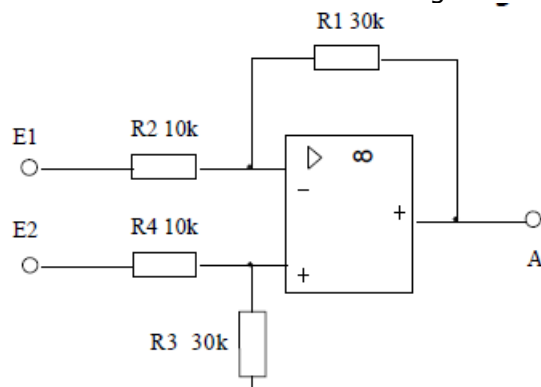 R1 30k
R2 10k
E1
▷ ∞
−
E2
R4 10k
+
+
A
R3 30k